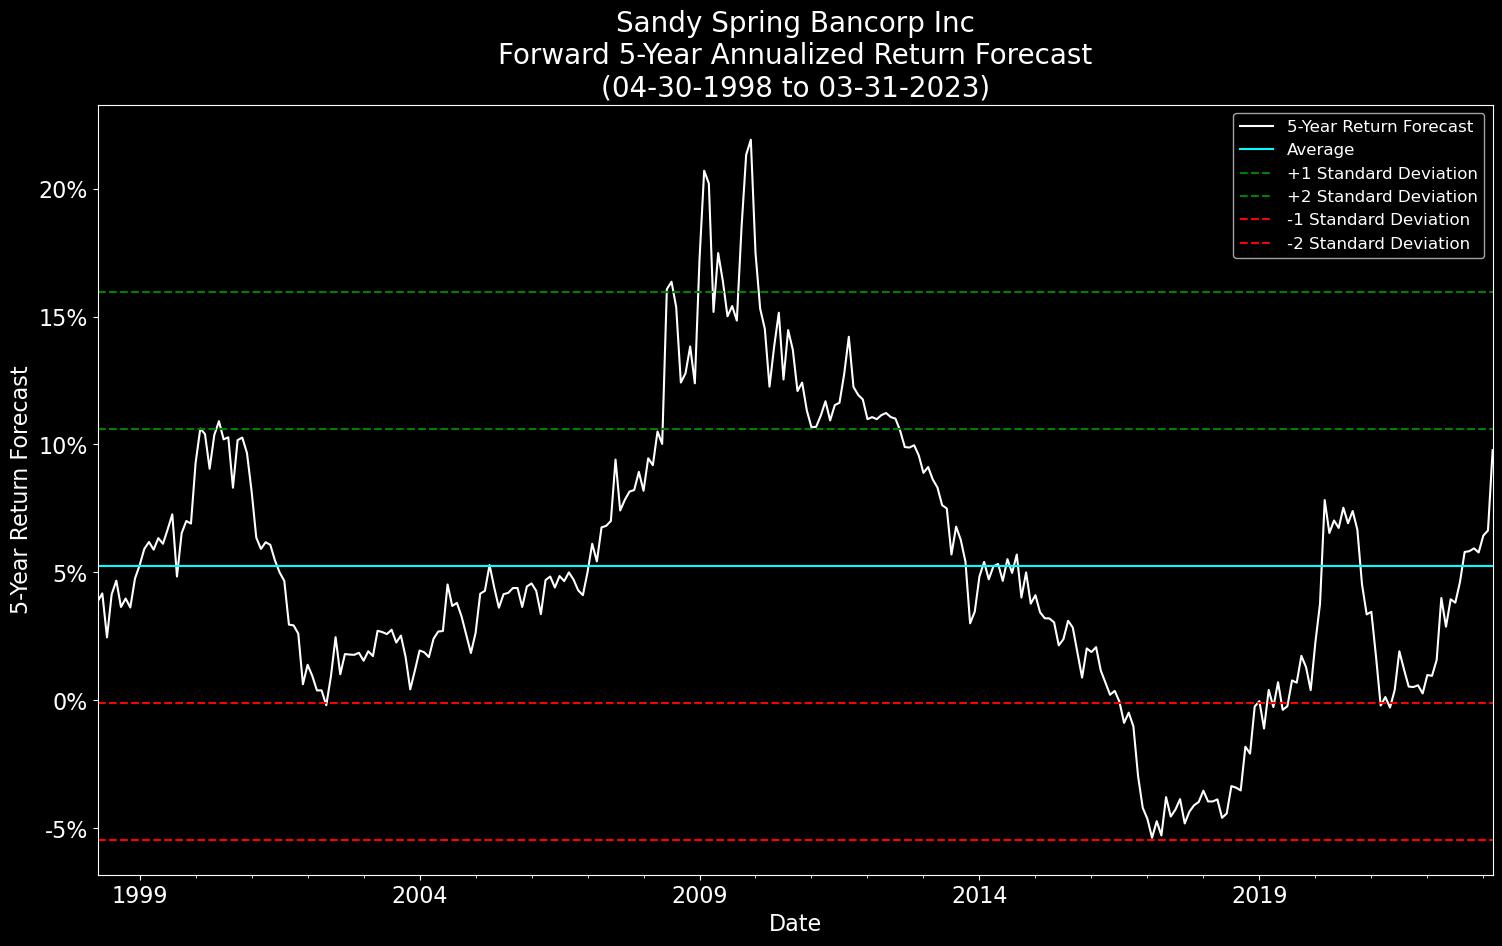 Sandy Spring Bancorp Inc
Forward 5-Year Annualized Return Forecast
(04-30-1998 to 03-31-2023)
5-Year Return Forecast
Average
+1 Standard Deviation
+2 Standard Deviation
-1 Standard Deviation
-2 Standard Deviation
5-Year Return Forecast
20%
15%
10%
5%
0%
-5%
1999 2004 2009 2014 2019
Date